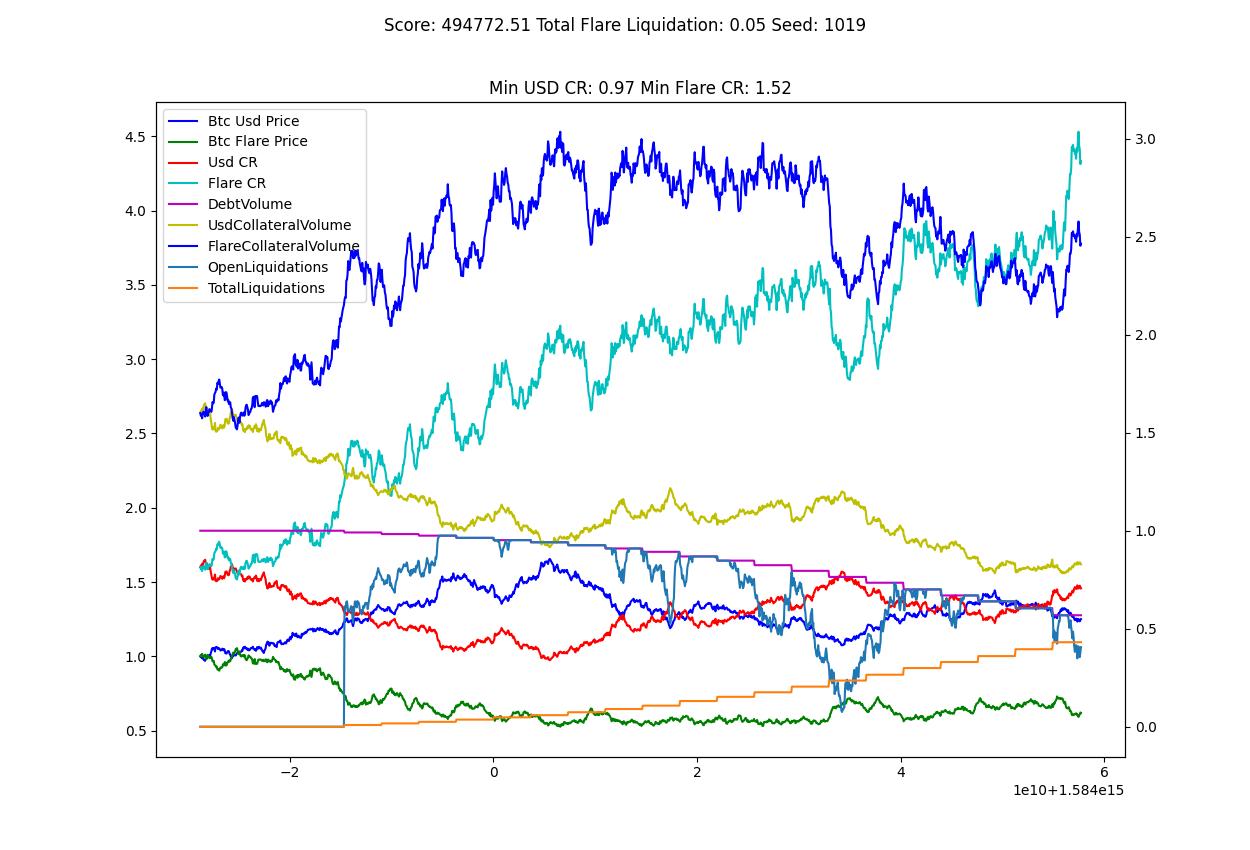 Score: 494772.51 Total Flare Liquidation: 0.05 Seed: 1019
Min USD CR: 0.97 Min Flare CR: 1.52
Btc Usd Price
Btc Flare Price
Usd CR
Flare CR
DebtVolume
UsdCollateralVolume
FlareCollateralVolume
OpenLiquidations
TotalLiquidations
4.5
4.0
3.5
3.0
2.5
2.0
1.5
1.0
0.5
3.0
2.5
2.0
1.5
1.0
0.5
0.0
−2
0
2
4
6
1e10+1.584e15